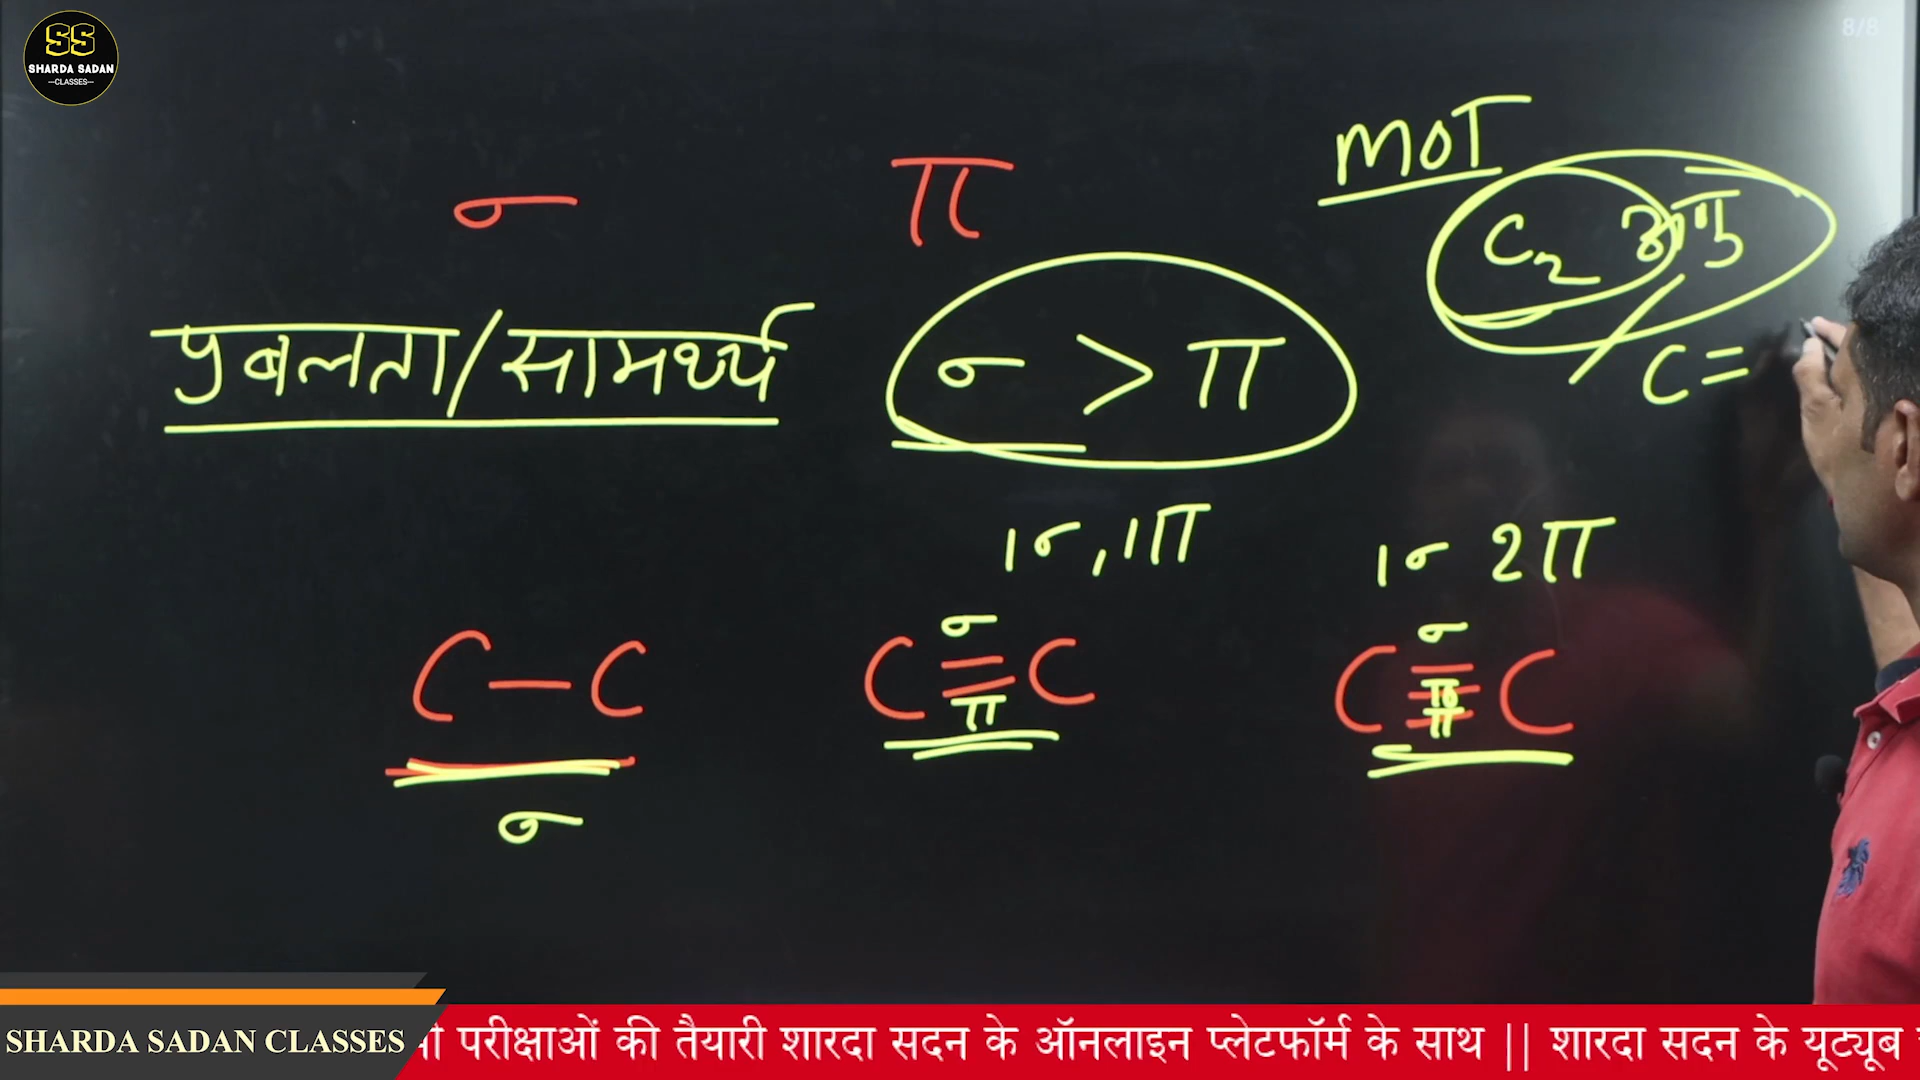 SS
SHARDA SADAN
—CLASSES—
8/8
MOT
σ π
C₂ अणु
प्रबलता/सामर्थ्य σ > π
C=
1σ, 1π
1σ 2π
σ σ
C — C C = C C ≡ C
π π π
σ
SHARDA SADAN CLASSES
परीक्षाओं की तैयारी शारदा सदन के ऑनलाइन प्लेटफॉर्म के साथ || शारदा सदन के यूट्यूब